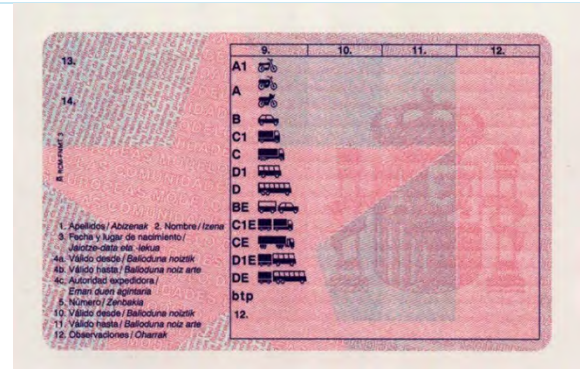 13.
14.
RCM-FNMT
1. Apellidos/Abizenak 2. Nombre/Izena
3. Fecha y lugar de nacimiento/
Jaiotze-data eta -lekua
4a. Válido desde/Balioduna noiztik
4b. Válido hasta/Balioduna noiz arte
4c. Autoridad expedidora/
Eman duen agintaria
5. Número/Zenbakia
10. Válido desde/Balioduna noiztik
11. Válido hasta/Balioduna noiz arte
12. Observaciones/Oharrak
9. 10. 11. 12.
A1
A
B
C1
C
D1
D
BE
C1E
CE
D1E
DE
btp
12.